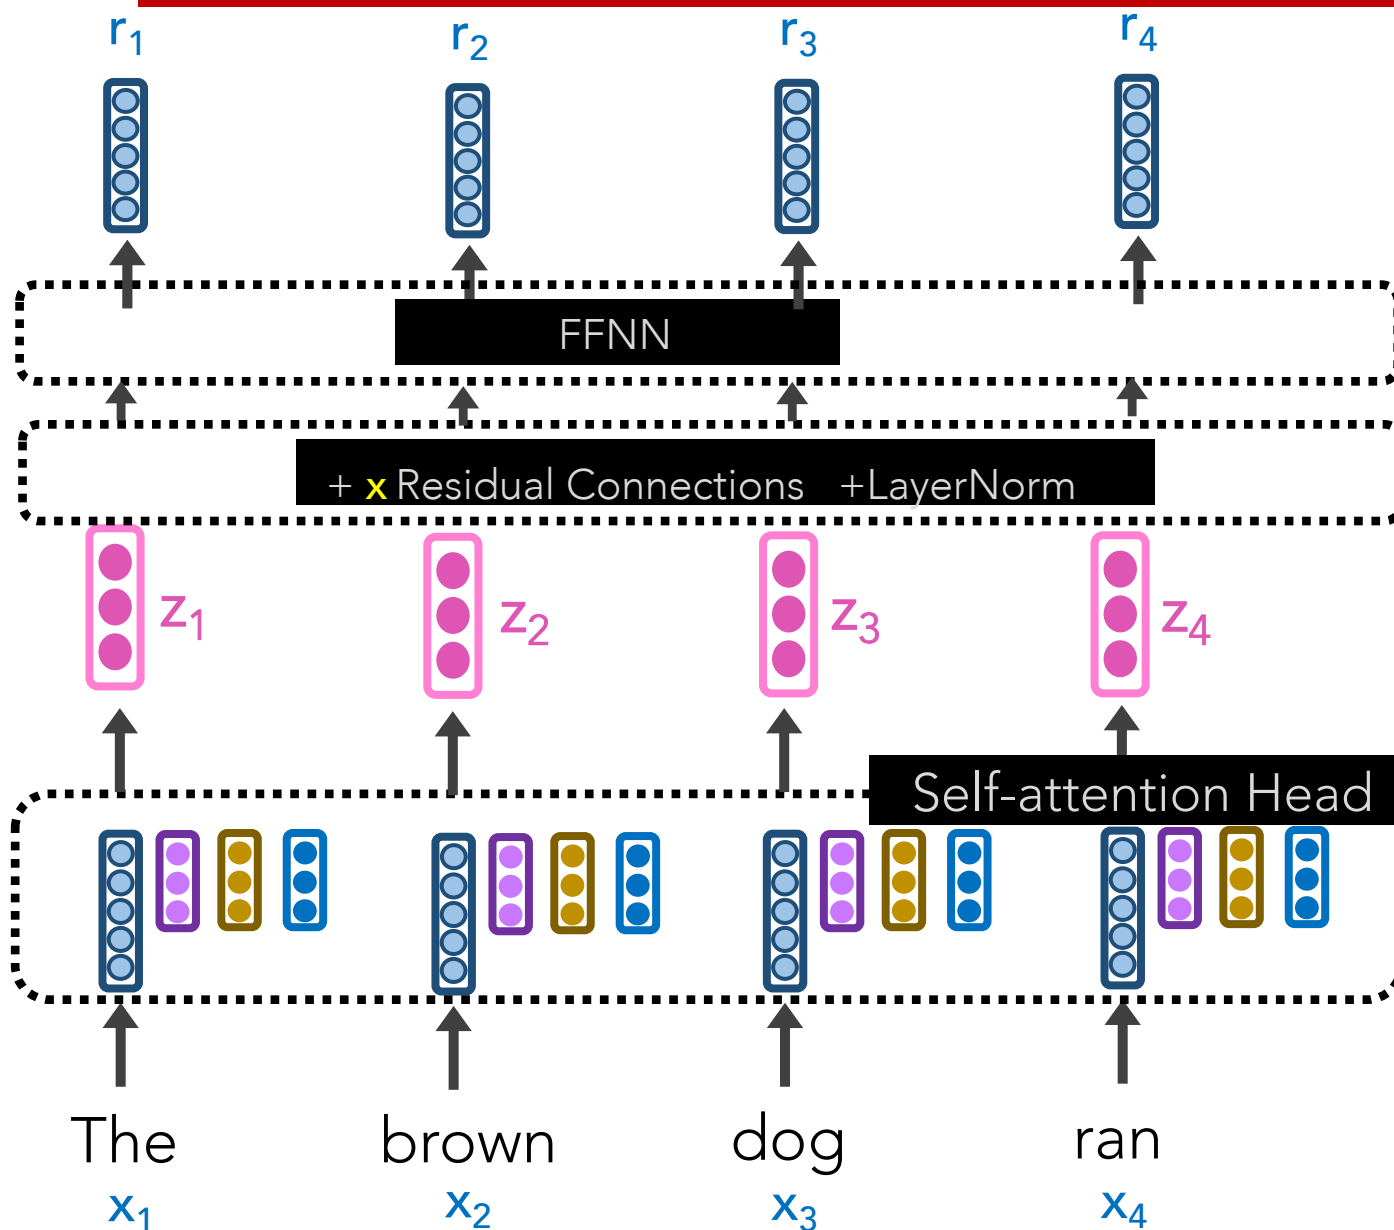 r1 r2 r3 r4
FFNN
+ x Residual Connections +LayerNorm
z1 z2 z3 z4
Self-attention Head
The brown dog ran
x1 x2 x3 x4